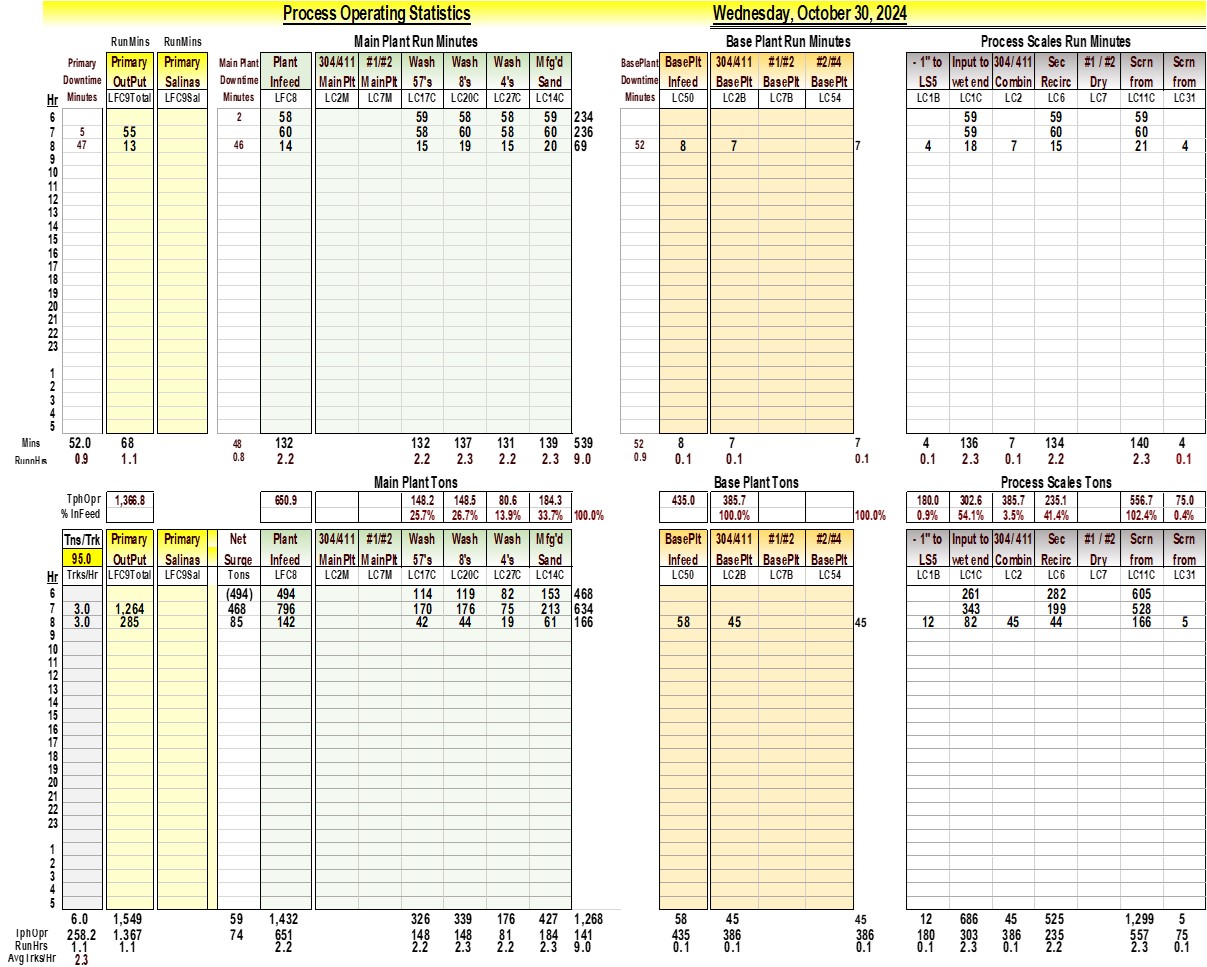 Process Operating Statistics Wednesday, October 30, 2024
RunMins RunMins Main Plant Run Minutes Base Plant Run Minutes Process Scales Run Minutes
Primary Primary Primary Main Plant Plant 304/411 #1/#2 Wash Wash Wash Mfg'd BasePlant BasePlt 304/411 #1/#2 #2/#4 - 1" to Input to 304/411 Sec #1 / #2 Scrn Scrn
Downtime OutPut Salinas Downtime Infeed MainPlt MainPlt 57's 8's 4's Sand Downtime Infeed BasePlt BasePlt BasePlt LS5 wet end Combin Recirc Dry from from
Hr Minutes LFC9Total LFC9Sal Minutes LFC8 LC2M LC7M LC17C LC20C LC27C LC14C Minutes LC50 LC2B LC7B LC54 LC1B LC1C LC2 LC6 LC7 LC11C LC31
6 2 58 59 58 58 59 234 59 59 59
7 5 55 60 58 60 58 60 236 59 60 60
8 47 13 46 14 15 19 15 20 69 52 8 7 7 4 18 7 15 21 4
9
10
11
12
13
14
15
16
17
18
19
20
21
22
23
1
2
3
4
5
Mins 52.0 68 48 132 132 137 131 139 539 52 8 7 7 4 136 7 134 140 4
RunnHrs 0.9 1.1 0.8 2.2 2.2 2.3 2.2 2.3 9.0 0.9 0.1 0.1 0.1 0.1 2.3 0.1 2.2 2.3 0.1
Main Plant Tons Base Plant Tons Process Scales Tons
TphOpr 1,366.8 650.9 148.2 148.5 80.6 184.3 435.0 385.7 180.0 302.6 385.7 235.1 556.7 75.0
% InFeed 25.7% 26.7% 13.9% 33.7% 100.0% 100.0% 100.0% 0.9% 54.1% 3.5% 41.4% 102.4% 0.4%
Tns/Trk Primary Primary Net Plant 304/411 #1/#2 Wash Wash Wash Mfg'd BasePlt 304/411 #1/#2 #2/#4 - 1" to Input to 304/411 Sec #1 / #2 Scrn Scrn
95.0 OutPut Salinas Surge Infeed MainPlt MainPlt 57's 8's 4's Sand Infeed BasePlt BasePlt BasePlt LS5 wet end Combin Recirc Dry from from
Hr Trks/Hr LFC9Total LFC9Sal Tons LFC8 LC2M LC7M LC17C LC20C LC27C LC14C LC50 LC2B LC7B LC54 LC1B LC1C LC2 LC6 LC7 LC11C LC31
6 (494) 494 114 119 82 153 468 261 282 605
7 3.0 1,264 468 796 170 176 75 213 634 343 199 528
8 3.0 285 85 142 42 44 19 61 166 58 45 45 12 82 45 44 166 5
9
10
11
12
13
14
15
16
17
18
19
20
21
22
23
1
2
3
4
5
6.0 1,549 59 1,432 326 339 176 427 1,268 58 45 45 12 686 45 525 1,299 5
TphOpr 258.2 1,367 74 651 148 148 81 184 141 435 386 386 180 303 386 235 557 75
RunHrs 1.1 1.1 2.2 2.2 2.3 2.2 2.3 9.0 0.1 0.1 0.1 0.1 2.3 0.1 2.2 2.3 0.1
AvgTrks/Hr 2.3